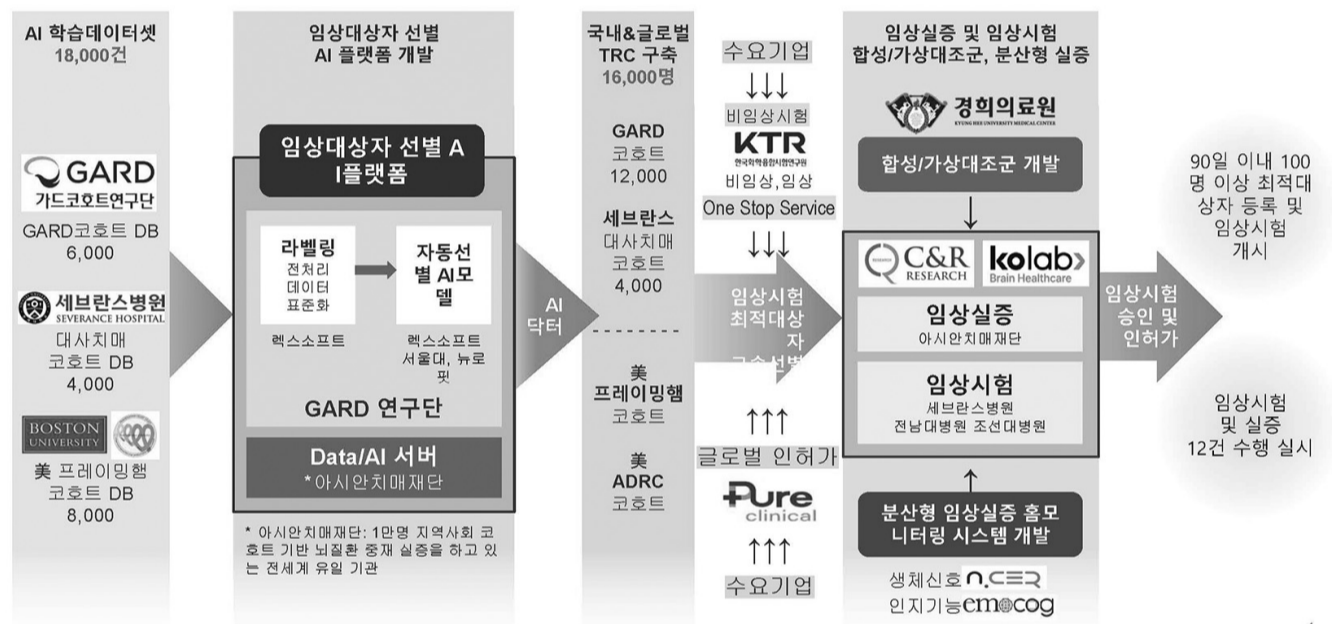 AI 학습데이터셋
18,000건
GARD
가드코호트연구단
GARD코호트 DB
6,000
세브란스병원
SEVERANCE HOSPITAL
대사치매
코호트 DB
4,000
BOSTON
UNIVERSITY
美 프레이밍햄
코호트 DB
8,000
임상대상자 선별
AI 플랫폼 개발
임상대상자 선별 A
I플랫폼
라벨링
전처리
데이터
표준화
렉스소프트
자동선
별 AI모
델
렉스소프트
서울대, 뉴로
핏
GARD 연구단
Data/AI 서버
*아시안치매재단
* 아시안치매재단: 1만명 지역사회 코
호트 기반 뇌질환 중재 실증을 하고 있
는 전세계 유일 기관
AI
닥터
국내&글로벌
TRC 구축
16,000명
GARD
코호트
12,000
세브란스
대사치매
코호트
4,000
美
프레이밍햄
코호트
美
ADRC
코호트
수요기업
↓↓↓
비임상시험
KTR
한국화학융합시험연구원
비임상,임상
One Stop Service
↓↓↓
임상시험
최적대상
자
고속선별
↑↑↑
글로벌 인허가
Pure
clinical
↑↑↑
수요기업
임상실증 및 임상시험
합성/가상대조군, 분산형 실증
경희의료원
KYUNG HEE UNIVERSITY MEDICAL CENTER
합성/가상대조군 개발
C&R
RESEARCH
kolab
Brain Healthcare
임상실증
아시안치매재단
임상시험
세브란스병원
전남대병원 조선대병원
분산형 임상실증 홈모
니터링 시스템 개발
생체신호 n.CER
인지기능 emocog
임상시험
승인 및
인허가
90일 이내 100
명 이상 최적대
상자 등록 및
임상시험
개시
임상시험
및 실증
12건 수행 실시